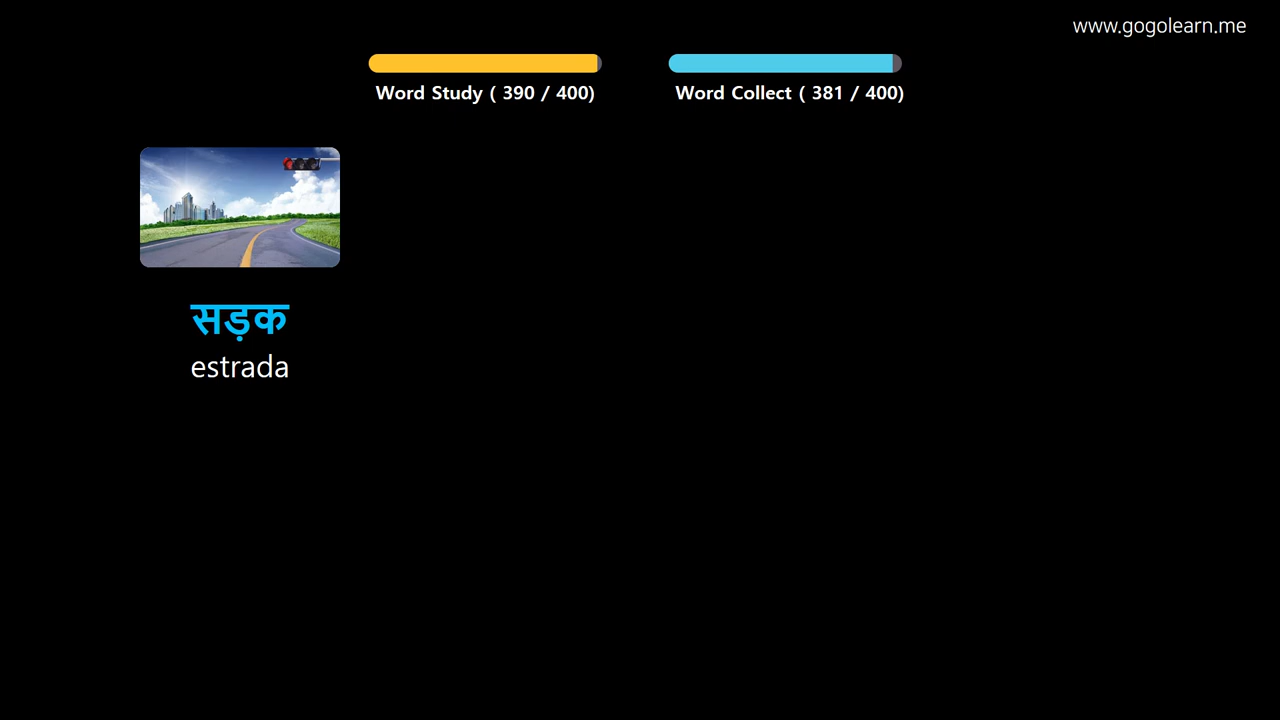 www.gogolearn.me
Word Study ( 390 / 400)
Word Collect ( 381 / 400)
सड़क
estrada